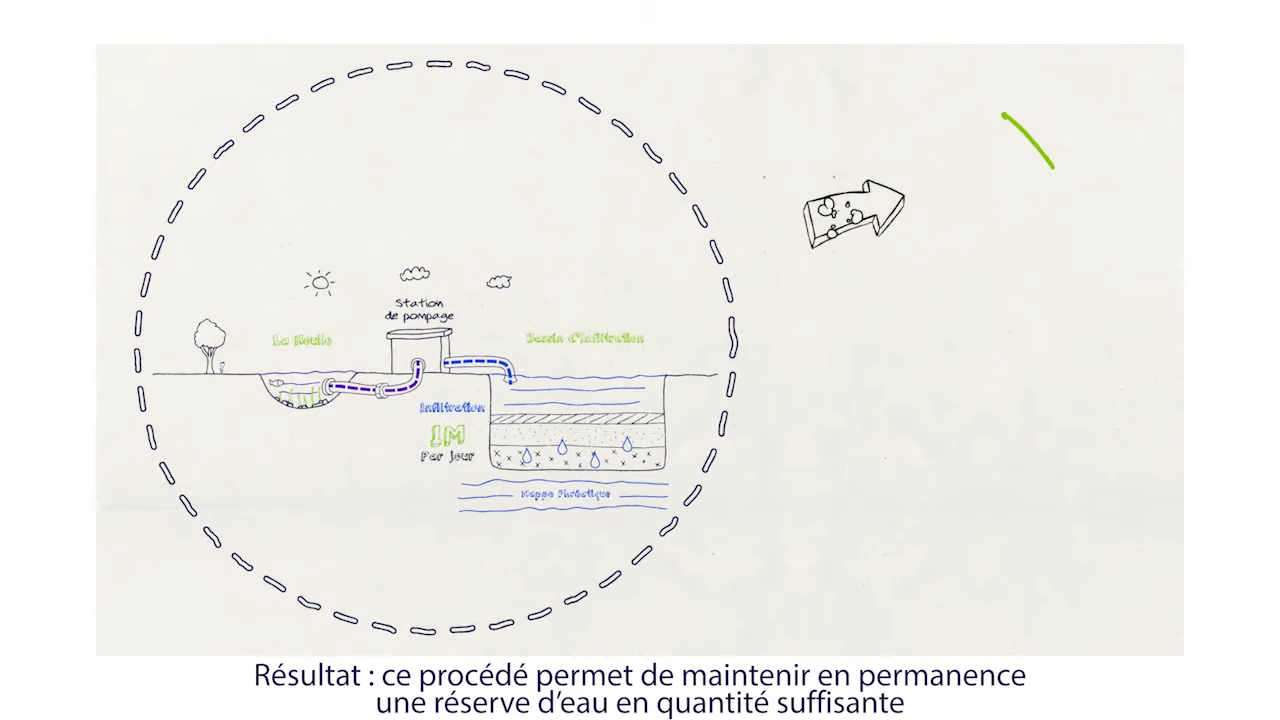 Station
de pompage
La Houlle
Bassin d'infiltration
Infiltration
1M
Par jour
Nappe Phréatique
Résultat : ce procédé permet de maintenir en permanence
une réserve d'eau en quantité suffisante